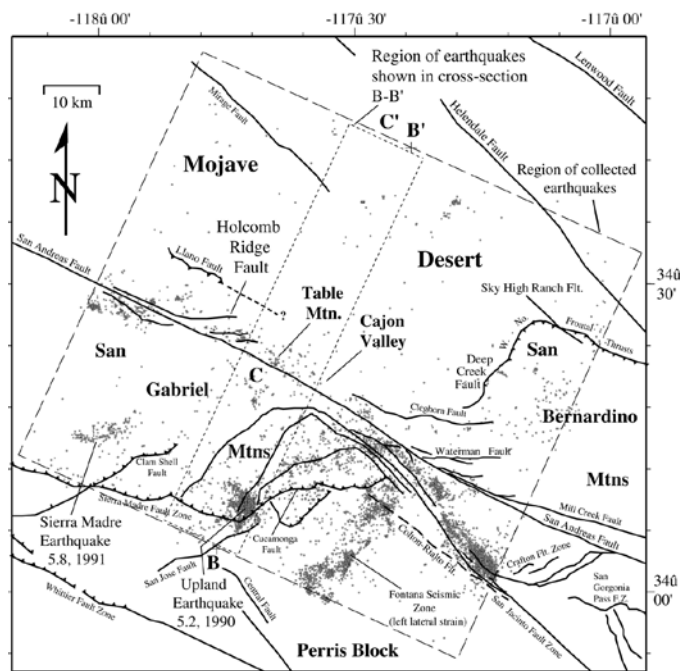 -118û 00'
-117û 30'
-117û 00'
10 km
N
Region of earthquakes
shown in cross-section
B-B'
C'
B'
Lenwood Fault
Helendale Fault
Mirage Fault
Mojave
Region of collected
earthquakes
Holcomb
Ridge
Fault
Llano Fault
?
San Andreas Fault
Desert
34û
30'
Sky High Ranch Flt.
Table
Mtn.
Cajon
Valley
San
Gabriel
C
W. No. Frontal Thrusts
San
Deep
Creek
Fault
Cleghorn Fault
Bernardino
Mtns
Clam Shell
Fault
Waterman Fault
Mtns
Sierra Madre Fault Zone
Mill Creek Fault
San Andreas Fault
Sierra Madre
Earthquake
5.8, 1991
Cucamonga
Fault
Colton-Rialto Flt.
Crafton Flt. Zone
San Jose Fault
B
Upland
Earthquake
5.2, 1990
Central Fault
Fontana Seismic
Zone
(left lateral strain)
San
Gorgonia
Pass F.Z.
34û
00'
Whittier Fault Zone
San Jacinto Fault Zone
Perris Block